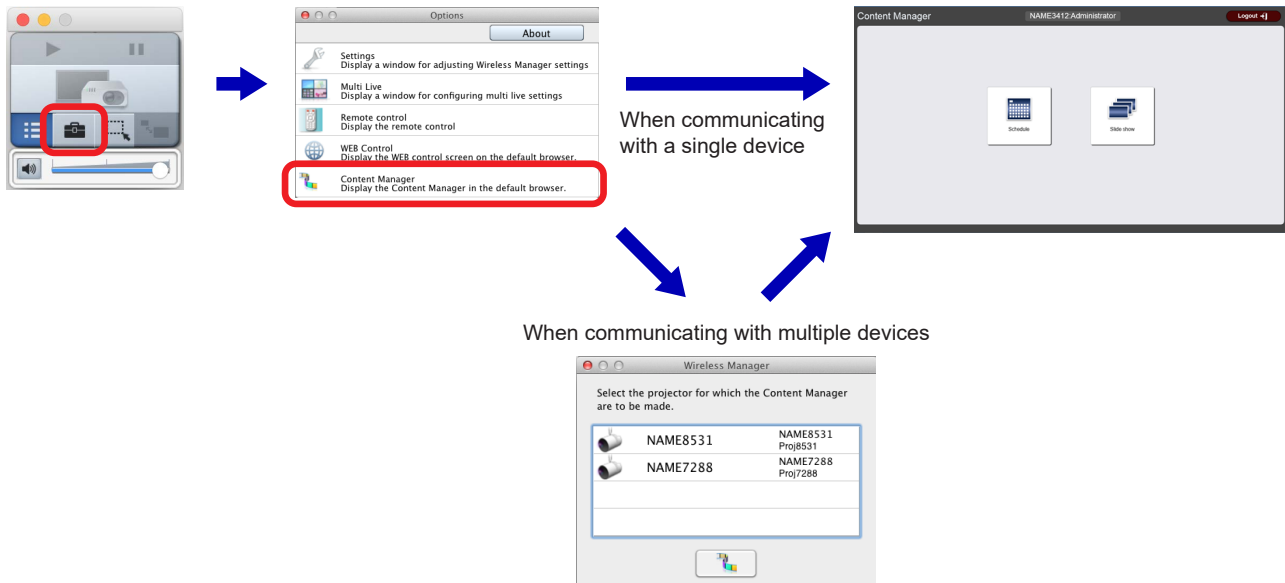 Options
About
Settings
Display a window for adjusting Wireless Manager settings
Multi Live
Display a window for configuring multi live settings
Remote control
Display the remote control
WEB Control
Display the WEB control screen on the default browser.
Content Manager
Display the Content Manager in the default browser.
When communicating
with a single device
Content Manager
NAME3412:Administrator
Logout
Schedule
Slide show
When communicating with multiple devices
Wireless Manager
Select the projector for which the Content Manager
are to be made.
NAME8531
NAME8531
Proj8531
NAME7288
NAME7288
Proj7288